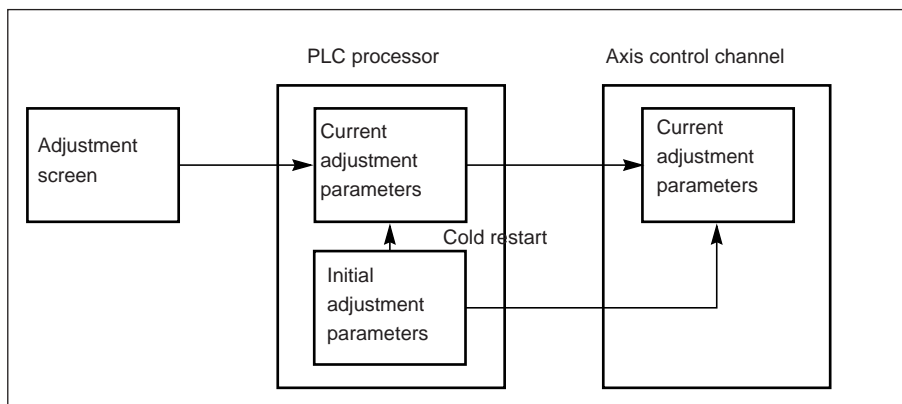 PLC processor
Axis control channel
Adjustment
screen
Current
adjustment
parameters
Current
adjustment
parameters
Cold restart
Initial
adjustment
parameters